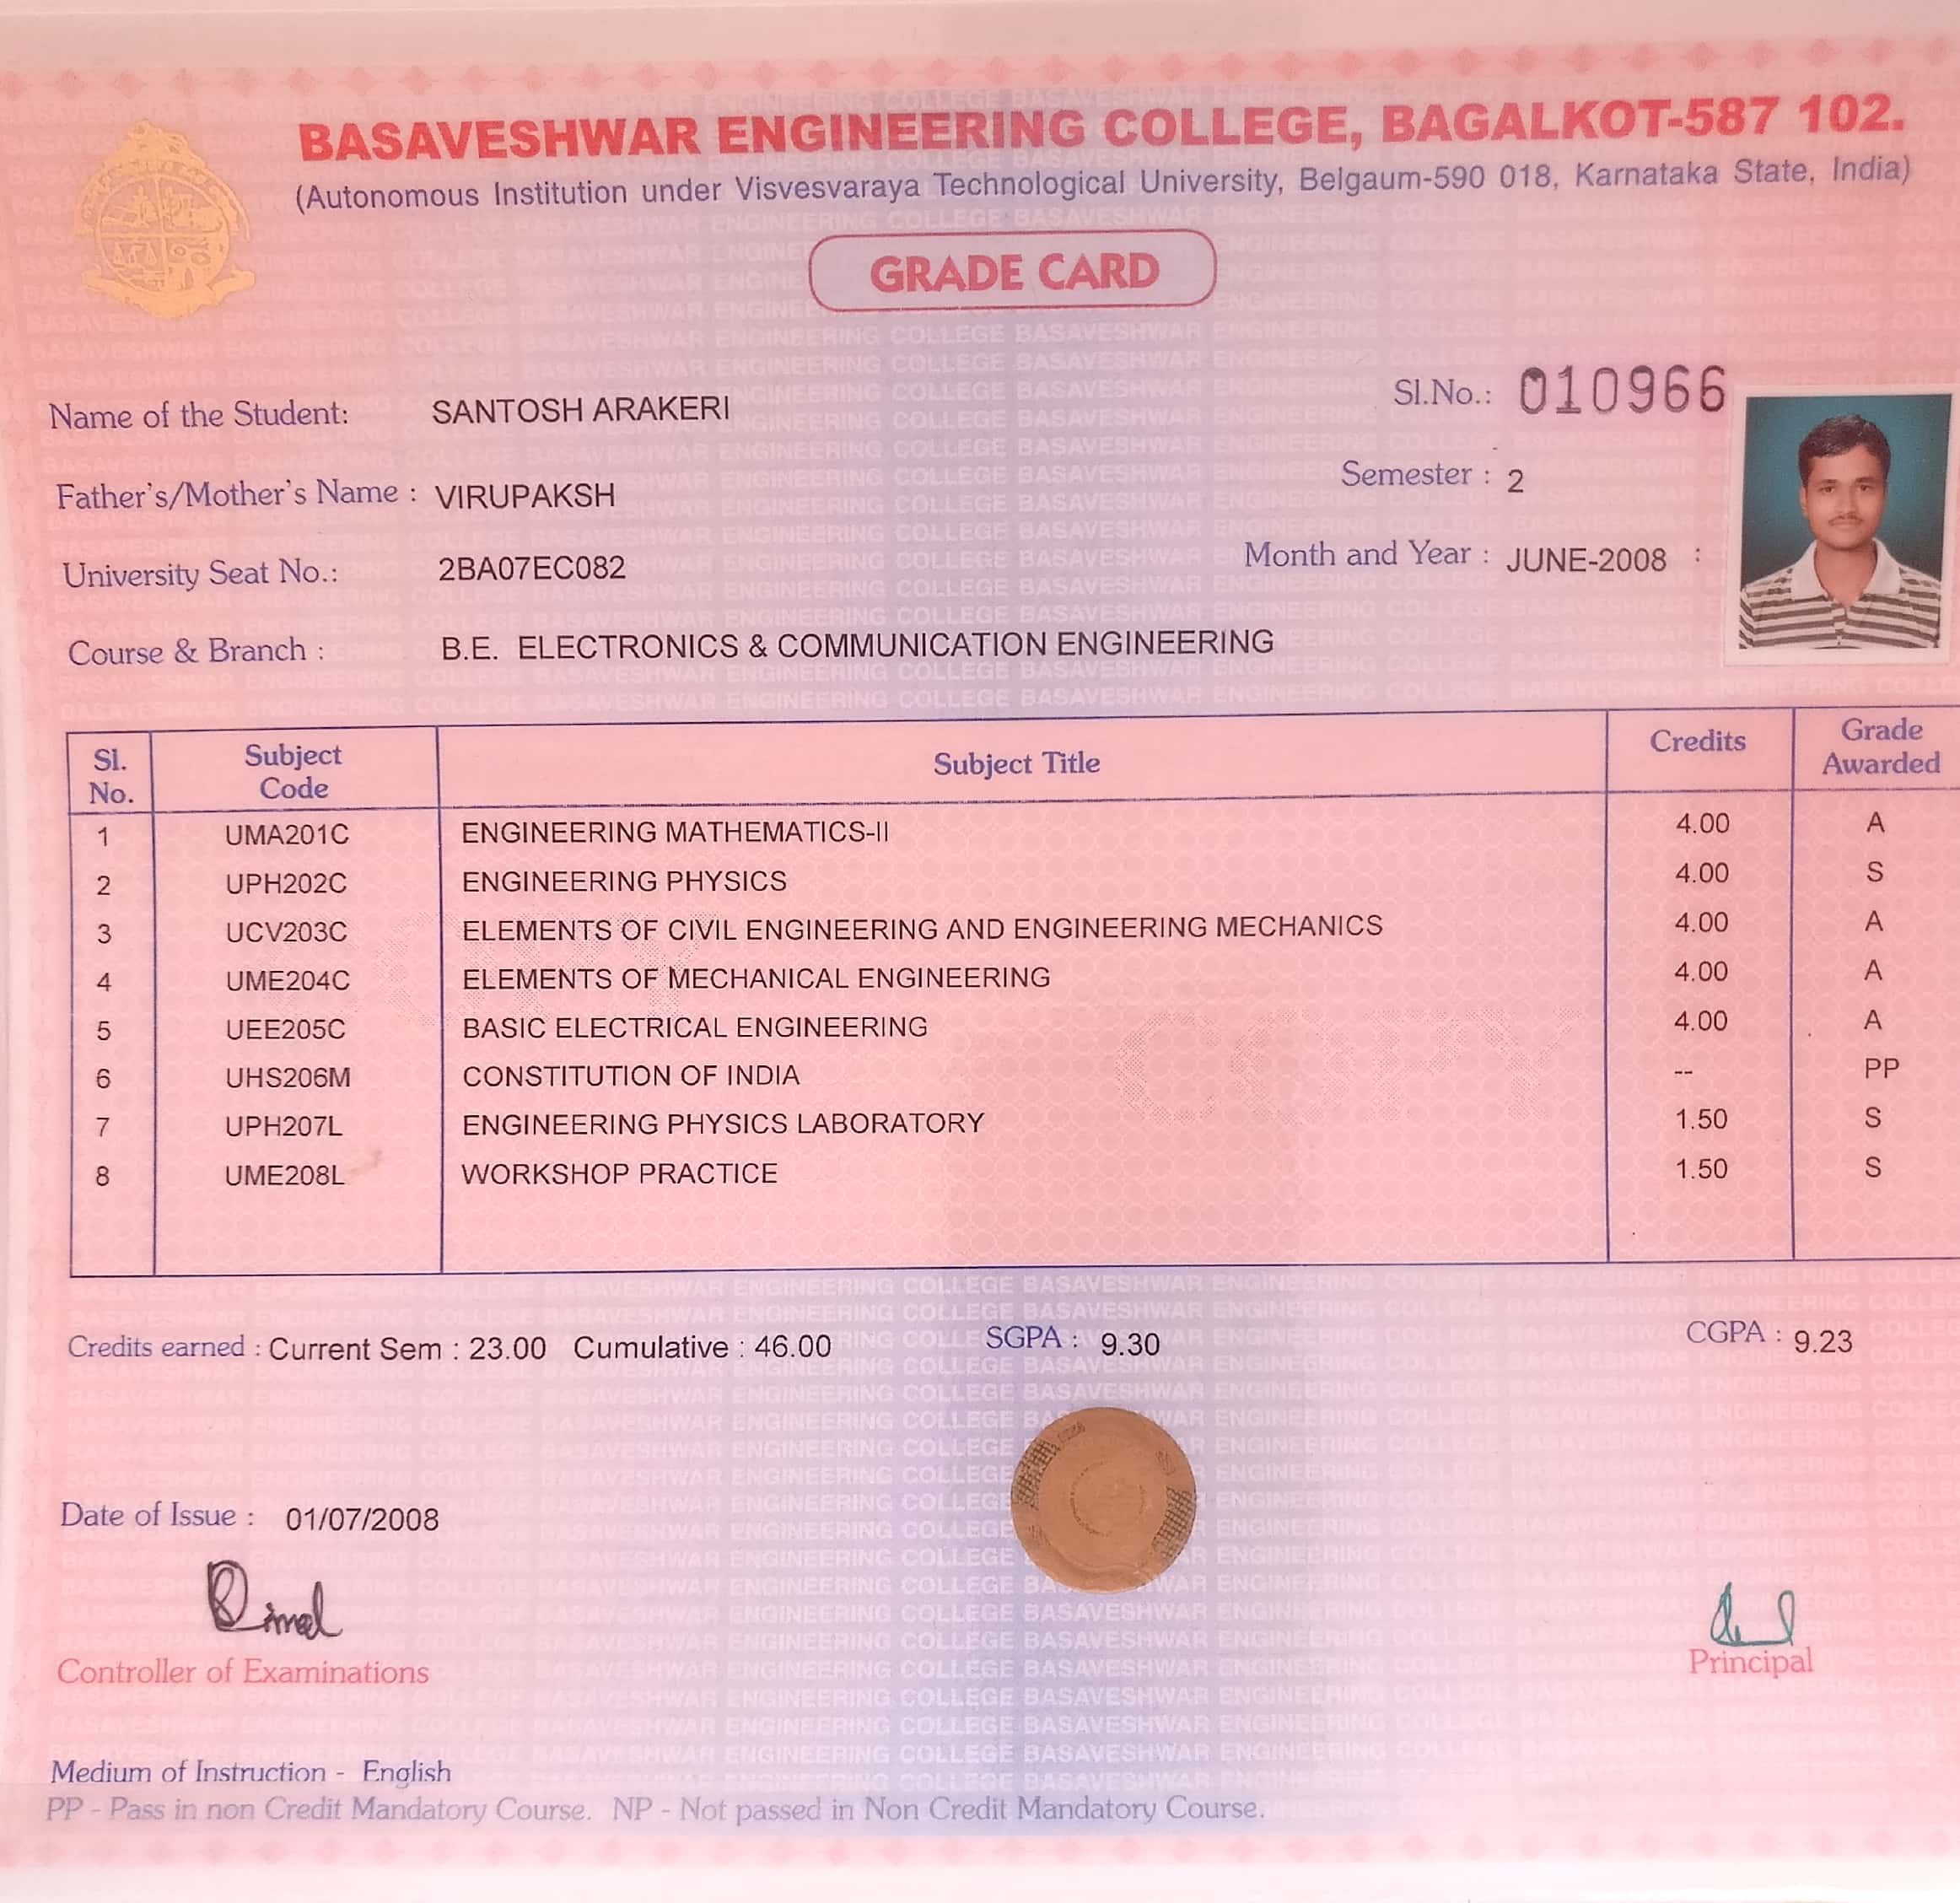 BASAVESHWAR ENGINEERING COLLEGE, BAGALKOT-587 102.
(Autonomous Institution under Visvesvaraya Technological University, Belgaum-590 018, Karnataka State, India)
GRADE CARD
Sl.No.: 010966
Name of the Student: SANTOSH ARAKERI
Semester : 2
Father's/Mother's Name : VIRUPAKSH
Month and Year : JUNE-2008 :
University Seat No.: 2BA07EC082
Course & Branch : B.E. ELECTRONICS & COMMUNICATION ENGINEERING
Sl. No. Subject Code Subject Title Credits Grade Awarded
1 UMA201C ENGINEERING MATHEMATICS-II 4.00 A
2 UPH202C ENGINEERING PHYSICS 4.00 S
3 UCV203C ELEMENTS OF CIVIL ENGINEERING AND ENGINEERING MECHANICS 4.00 A
4 UME204C ELEMENTS OF MECHANICAL ENGINEERING 4.00 A
5 UEE205C BASIC ELECTRICAL ENGINEERING 4.00 A
6 UHS206M CONSTITUTION OF INDIA -- PP
7 UPH207L ENGINEERING PHYSICS LABORATORY 1.50 S
8 UME208L WORKSHOP PRACTICE 1.50 S
COPY
Credits earned : Current Sem : 23.00 Cumulative : 46.00 SGPA : 9.30 CGPA : 9.23
Date of Issue : 01/07/2008
Controller of Examinations
Principal
Medium of Instruction - English
PP - Pass in non Credit Mandatory Course. NP - Not passed in Non Credit Mandatory Course.